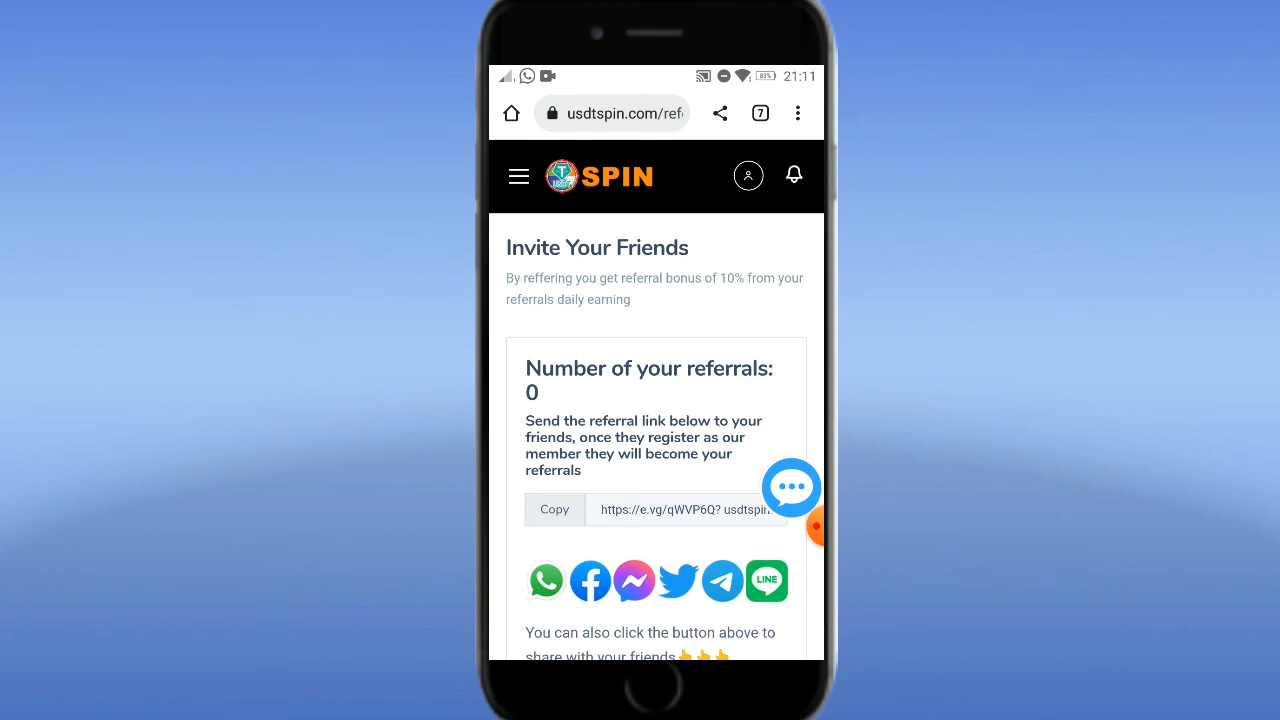 83%
21:11
usdtspin.com/ref
7
SPIN
Invite Your Friends
By reffering you get referral bonus of 10% from your
referrals daily earning
Number of your referrals:
0
Send the referral link below to your
friends, once they register as our
member they will become your
referrals
Copy
https://e.vg/qWVP6Q? usdtspin
LINE
You can also click the button above to
share with your friends👆👆👆